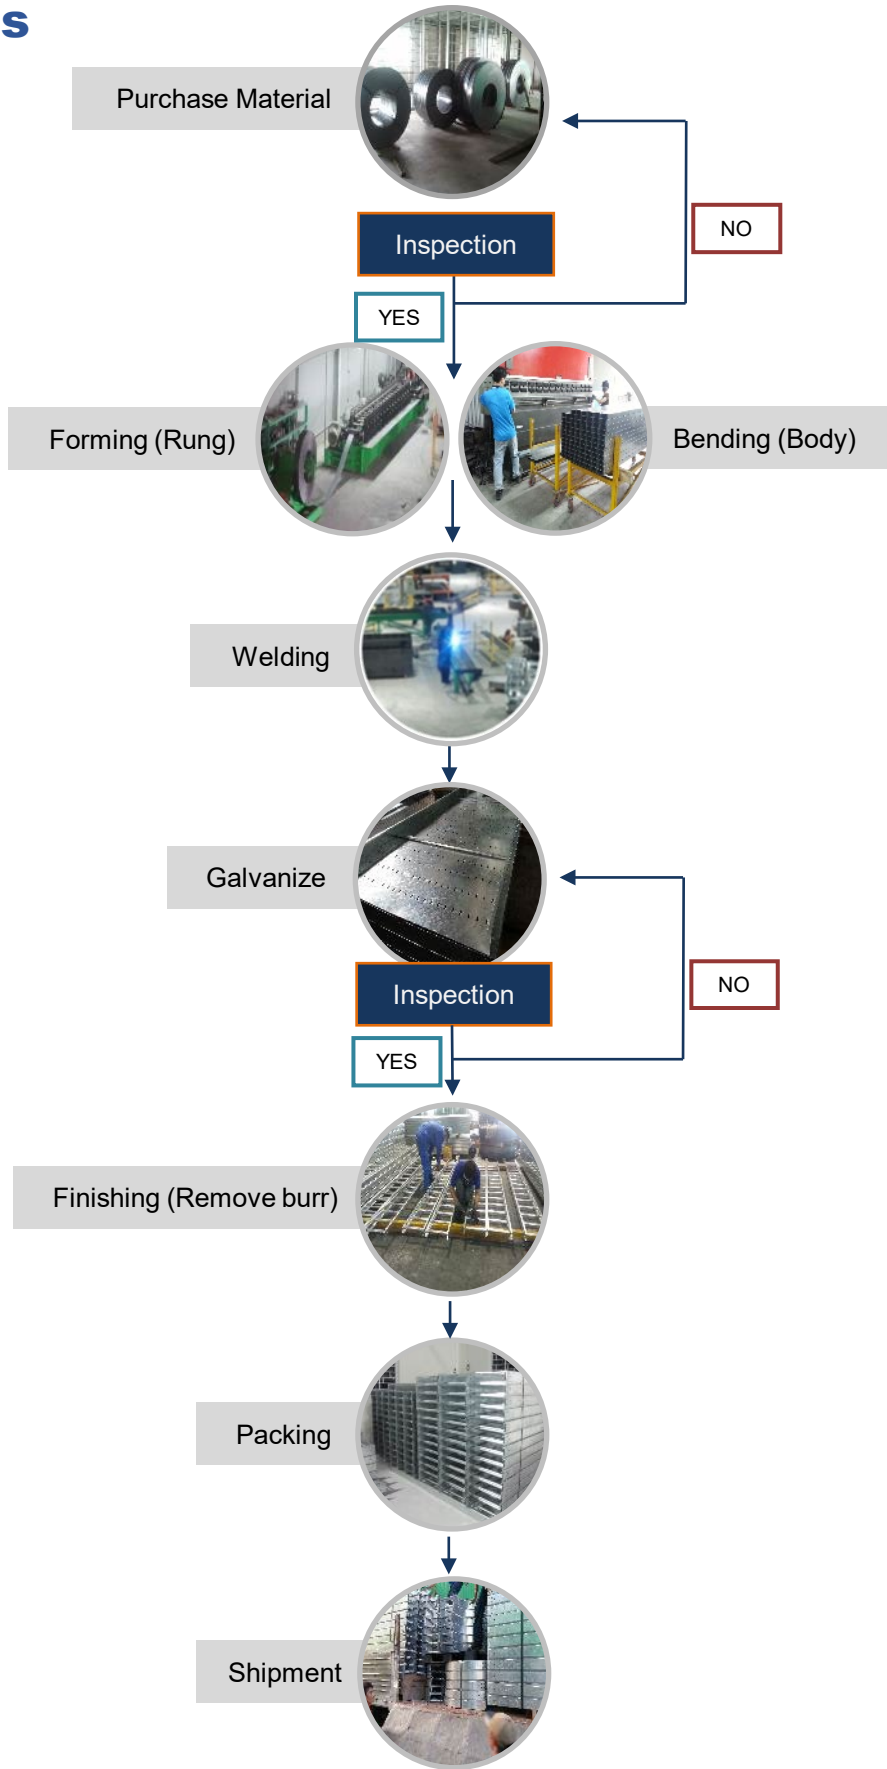 s
Purchase Material
NO
Inspection
YES
Forming (Rung)
Bending (Body)
Welding
Galvanize
NO
Inspection
YES
Finishing (Remove burr)
Packing
Shipment